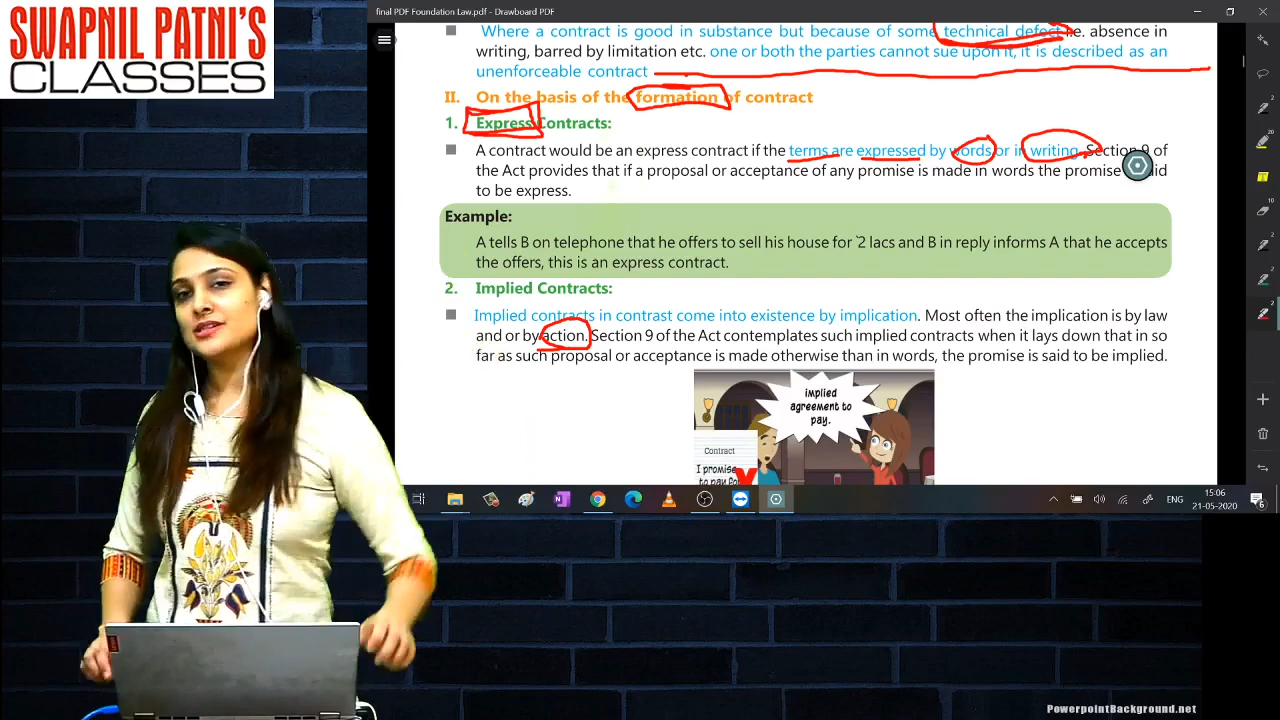 SWAPNIL PATNI'S
CLASSES
final PDF Foundation Law.pdf - Drawboard PDF
■ Where a contract is good in substance but because of some technical defect i.e. absence in
writing, barred by limitation etc. one or both the parties cannot sue upon it, it is described as an
unenforceable contract
II. On the basis of the formation of contract
1. Express Contracts:
■ A contract would be an express contract if the terms are expressed by words or in writing. Section 9 of
the Act provides that if a proposal or acceptance of any promise is made in words the promise
to be express.
Example:
A tells B on telephone that he offers to sell his house for `2 lacs and B in reply informs A that he accepts
the offers, this is an express contract.
2. Implied Contracts:
■ Implied contracts in contrast come into existence by implication. Most often the implication is by law
and or by action. Section 9 of the Act contemplates such implied contracts when it lays down that in so
far as such proposal or acceptance is made otherwise than in words, the promise is said to be implied.
implied
agreement to
pay.
Contract
I promise
to pay for
ENG
15:06
21-05-2020
PowerpointBackground.net